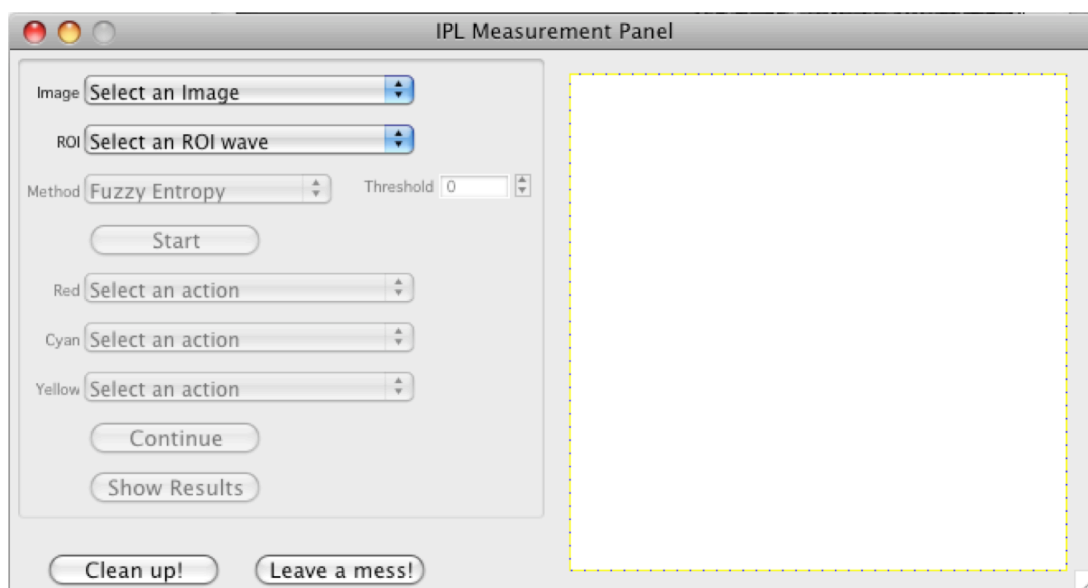 IPL Measurement Panel
Image Select an Image
ROI Select an ROI wave
Method Fuzzy Entropy Threshold 0
Start
Red Select an action
Cyan Select an action
Yellow Select an action
Continue
Show Results
Clean up! Leave a mess!